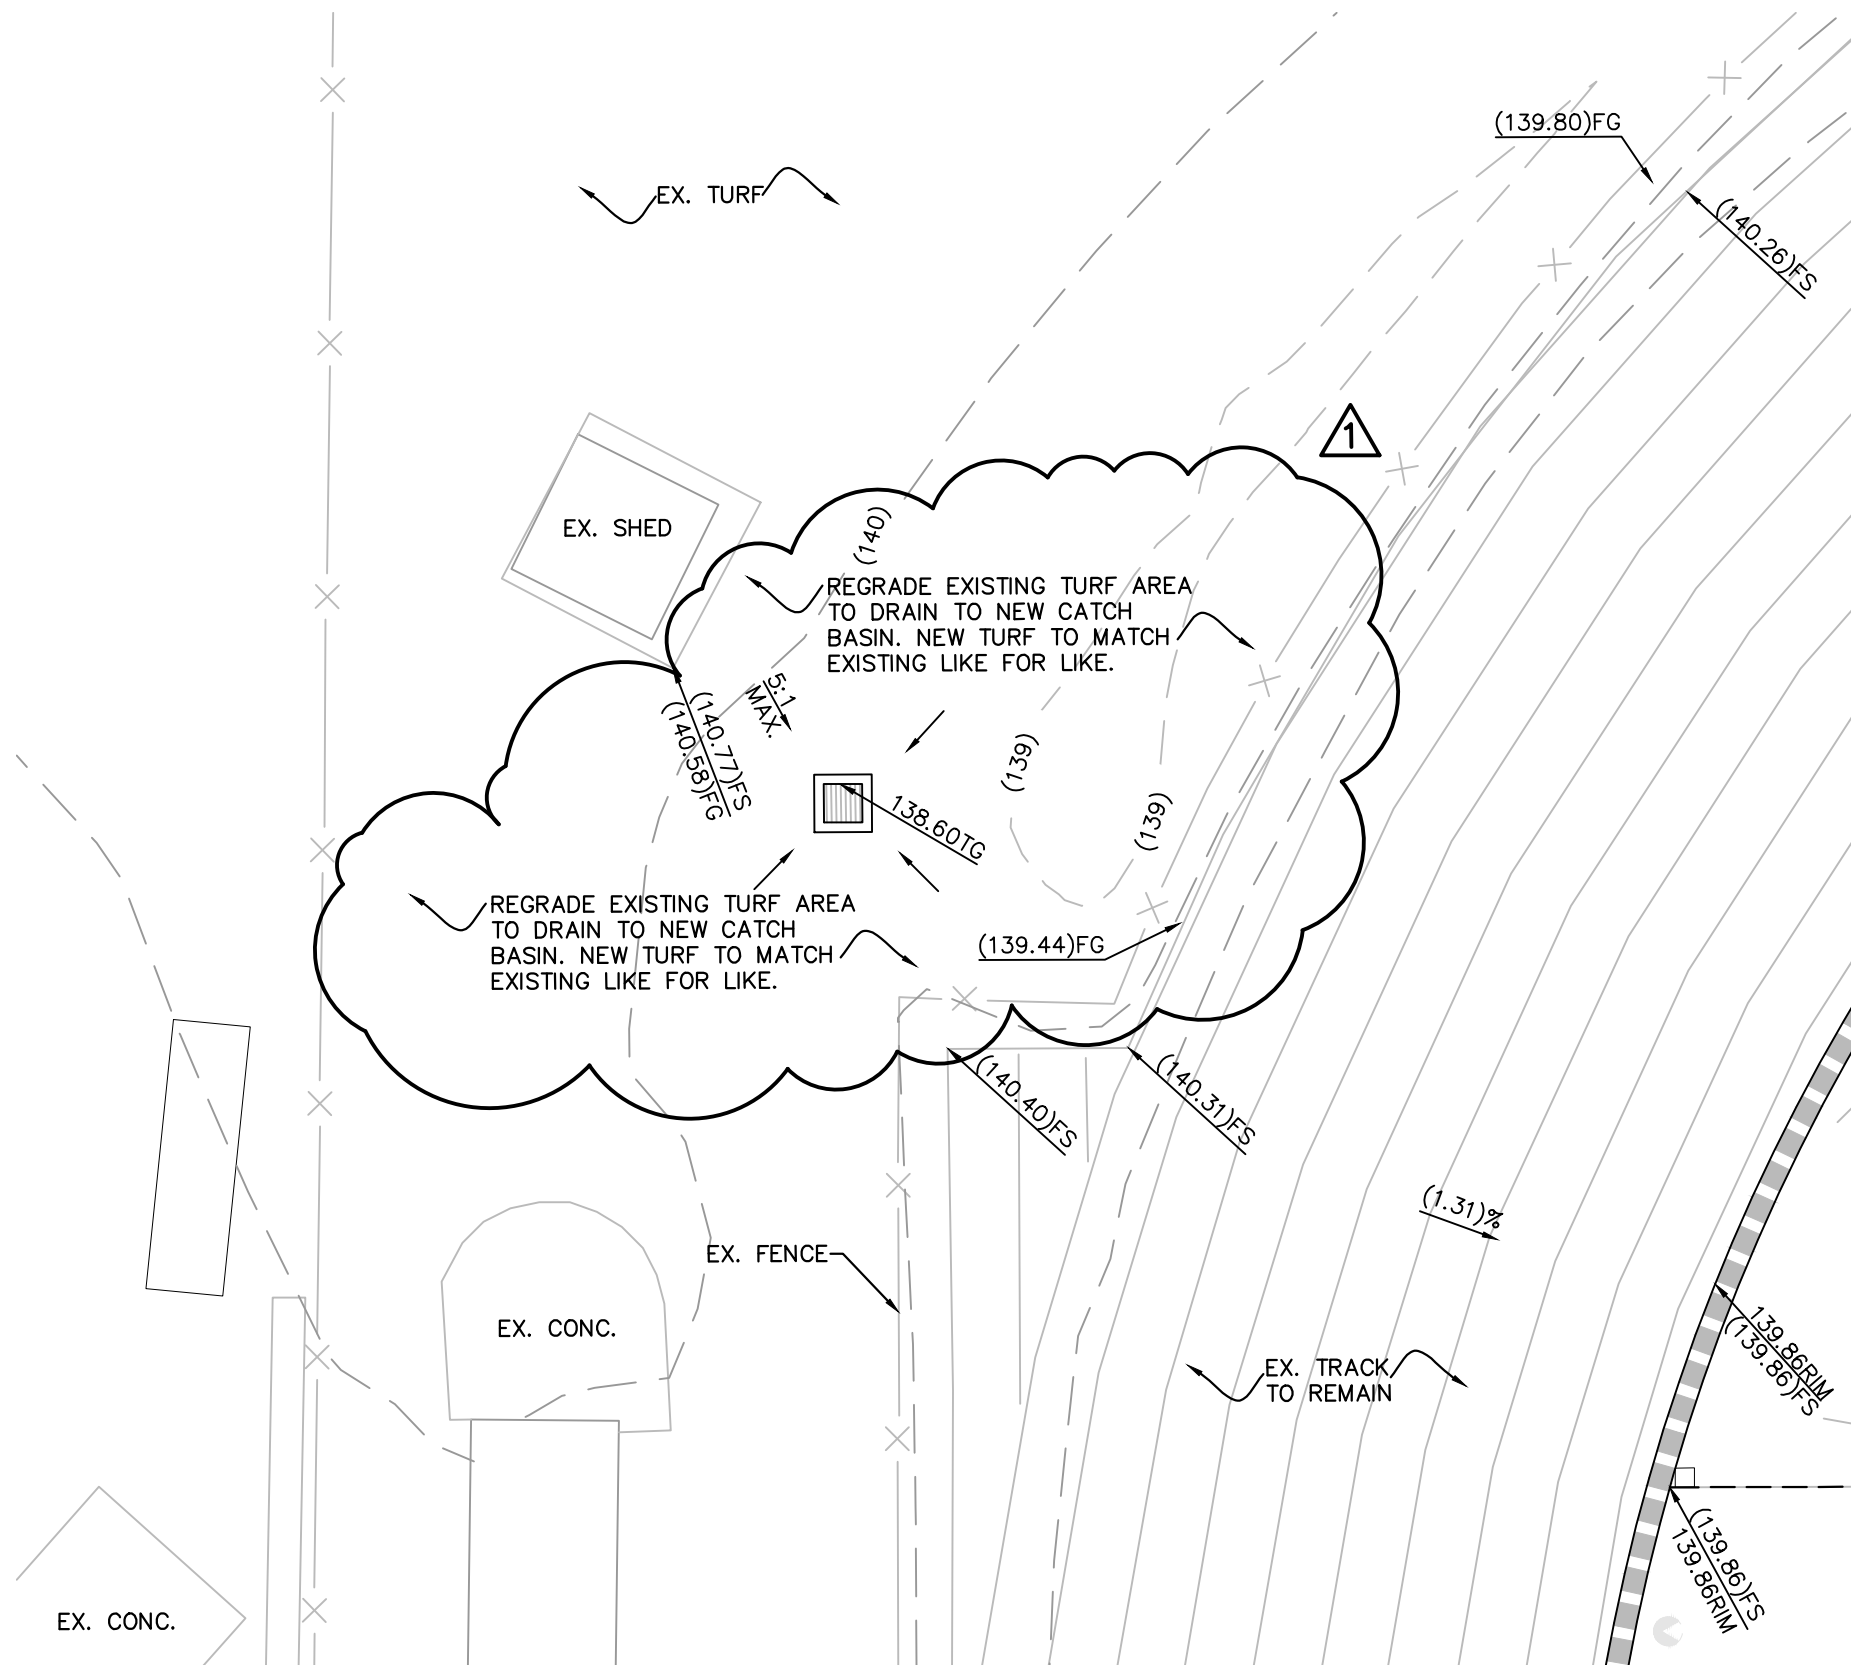 (139.80)FG
EX. TURF
(140.26)FS
1
EX. SHED
(140)
REGRADE EXISTING TURF AREA
TO DRAIN TO NEW CATCH
BASIN. NEW TURF TO MATCH
EXISTING LIKE FOR LIKE.
5:1
MAX.
(140.77)FS
(140.58)FG
(139)
(139)
138.60TG
REGRADE EXISTING TURF AREA
TO DRAIN TO NEW CATCH
BASIN. NEW TURF TO MATCH
EXISTING LIKE FOR LIKE.
(139.44)FG
(140.40)FS
(140.31)FS
(1.31)%
EX. FENCE
EX. CONC.
139.86RIM
(139.86)FS
EX. TRACK
TO REMAIN
(139.86)FS
139.86RIM
EX. CONC.